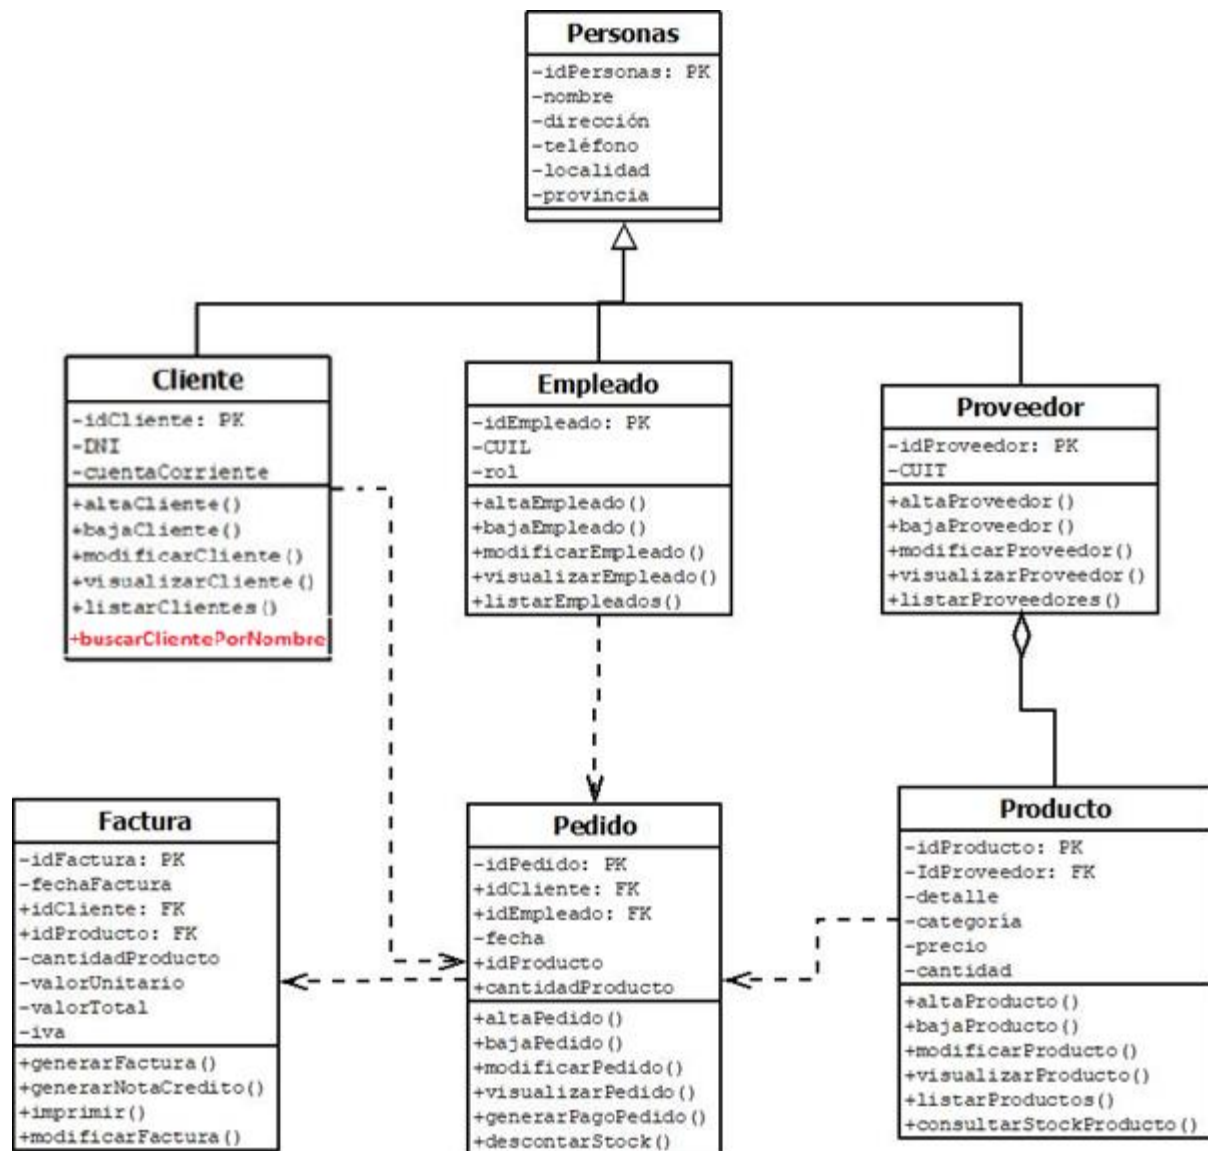 Personas
-idPersonas: PK
-nombre
-dirección
-teléfono
-localidad
-provincia
Cliente
-idCliente: PK
-DNI
-cuentaCorriente
+altaCliente()
+bajaCliente()
+modificarCliente()
+visualizarCliente()
+listarClientes()
+buscarClientePorNombre
Empleado
-idEmpleado: PK
-CUIL
-rol
+altaEmpleado()
+bajaEmpleado()
+modificarEmpleado()
+visualizarEmpleado()
+listarEmpleados()
Proveedor
-idProveedor: PK
-CUIT
+altaProveedor()
+bajaProveedor()
+modificarProveedor()
+visualizarProveedor()
+listarProveedores()
Factura
-idFactura: PK
-fechaFactura
+idCliente: FK
+idProducto: FK
-cantidadProducto
-valorUnitario
-valorTotal
-iva
+generarFactura()
+generarNotaCredito()
+imprimir()
+modificarFactura()
Pedido
-idPedido: PK
+idCliente: FK
+idEmpleado: FK
-fecha
+idProducto
+cantidadProducto
+altaPedido()
+bajaPedido()
+modificarPedido()
+visualizarPedido()
+generarPagoPedido()
+descontarStock()
Producto
-idProducto: PK
-IdProveedor: FK
-detalle
-categoría
-precio
-cantidad
+altaProducto()
+bajaProducto()
+modificarProducto()
+visualizarProducto()
+listarProductos()
+consultarStockProducto()